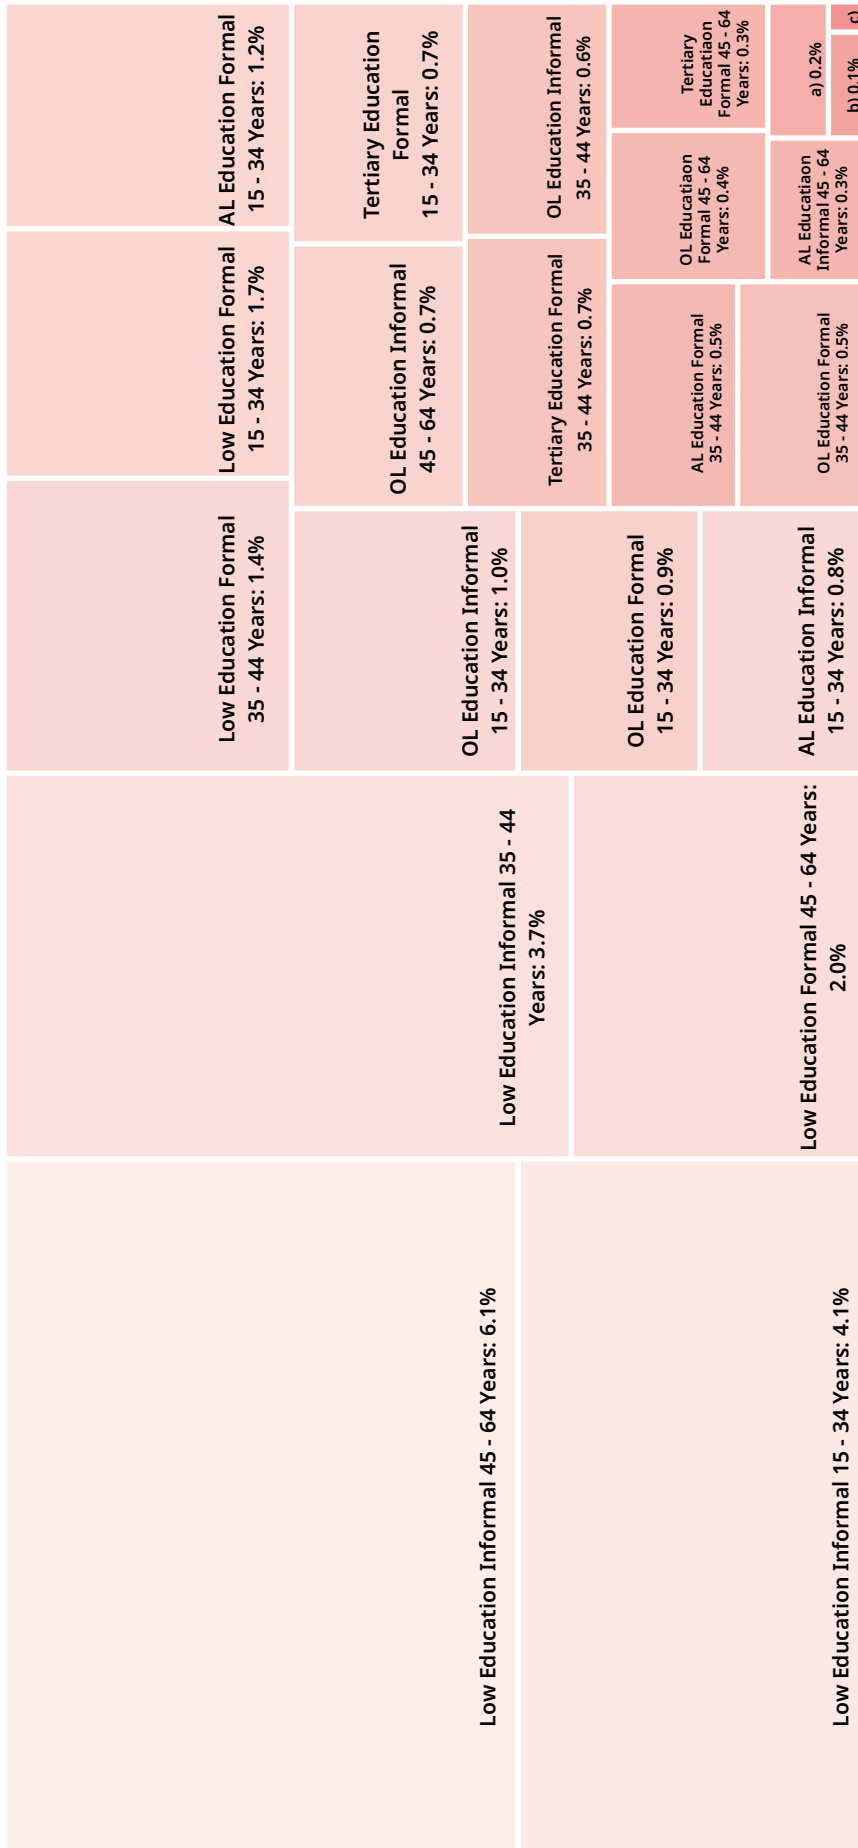 Low Education Informal 45 - 64 Years: 6.1%
Low Education Informal 15 - 34 Years: 4.1%
Low Education Informal 35 - 44
Years: 3.7%
Low Education Formal 45 - 64 Years:
2.0%
Low Education Formal
35 - 44 Years: 1.4%
Low Education Formal
15 - 34 Years: 1.7%
AL Education Formal
15 - 34 Years: 1.2%
OL Education Informal
15 - 34 Years: 1.0%
OL Education Formal
15 - 34 Years: 0.9%
AL Education Informal
15 - 34 Years: 0.8%
OL Education Informal
45 - 64 Years: 0.7%
Tertiary Education
Formal
15 - 34 Years: 0.7%
Tertiary Education Formal
35 - 44 Years: 0.7%
OL Education Informal
35 - 44 Years: 0.6%
AL Education Formal
35 - 44 Years: 0.5%
OL Education Formal
35 - 44 Years: 0.5%
OL Educatiaon
Formal 45 - 64
Years: 0.4%
Tertiary
Educatiaon
Formal 45 - 64
Years: 0.3%
AL Educatiaon
Informal 45 - 64
Years: 0.3%
a) 0.2%
b) 0.1%
c)